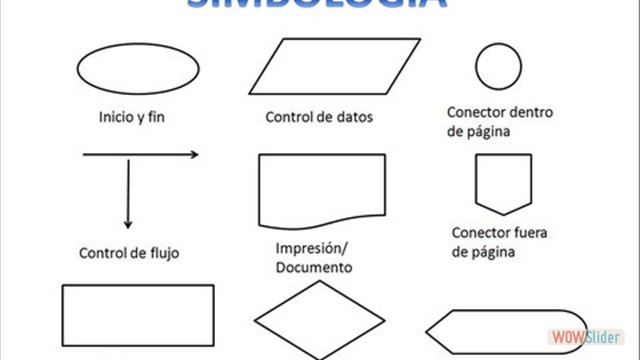 SIMBOLOGÍA
Inicio y fin
Control de datos
Conector dentro
de página
Control de flujo
Impresión/
Documento
Conector fuera
de página
WOWSlider